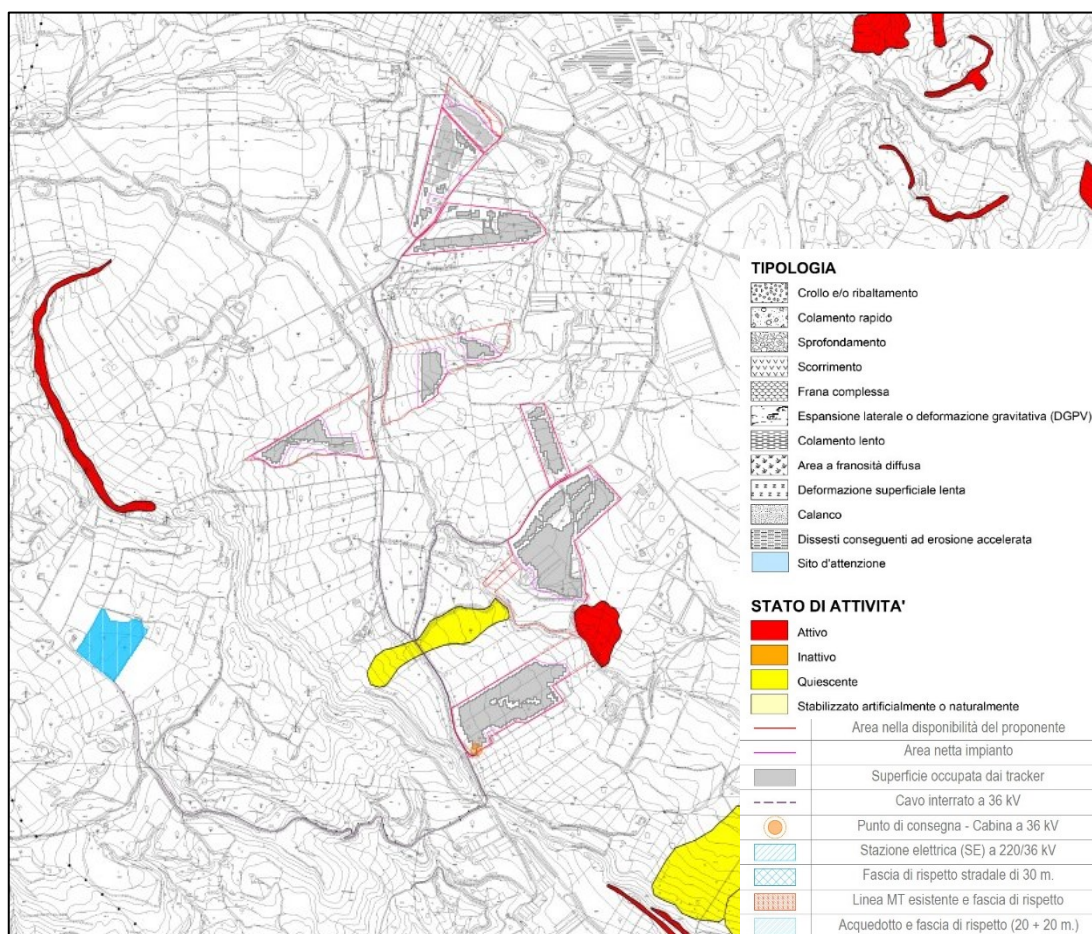 TIPOLOGIA
Crollo e/o ribaltamento
Colamento rapido
Sprofondamento
Scorrimento
Frana complessa
Espansione laterale o deformazione gravitativa (DGPV)
Colamento lento
Area a franosità diffusa
Deformazione superficiale lenta
Calanco
Dissesti conseguenti ad erosione accelerata
Sito d'attenzione
STATO DI ATTIVITA'
Attivo
Inattivo
Quiescente
Stabilizzato artificialmente o naturalmente
Area nella disponibilità del proponente
Area netta impianto
Superficie occupata dai tracker
Cavo interrato a 36 kV
Punto di consegna - Cabina a 36 kV
Stazione elettrica (SE) a 220/36 kV
Fascia di rispetto stradale di 30 m.
Linea MT esistente e fascia di rispetto
Acquedotto e fascia di rispetto (20 + 20 m.)